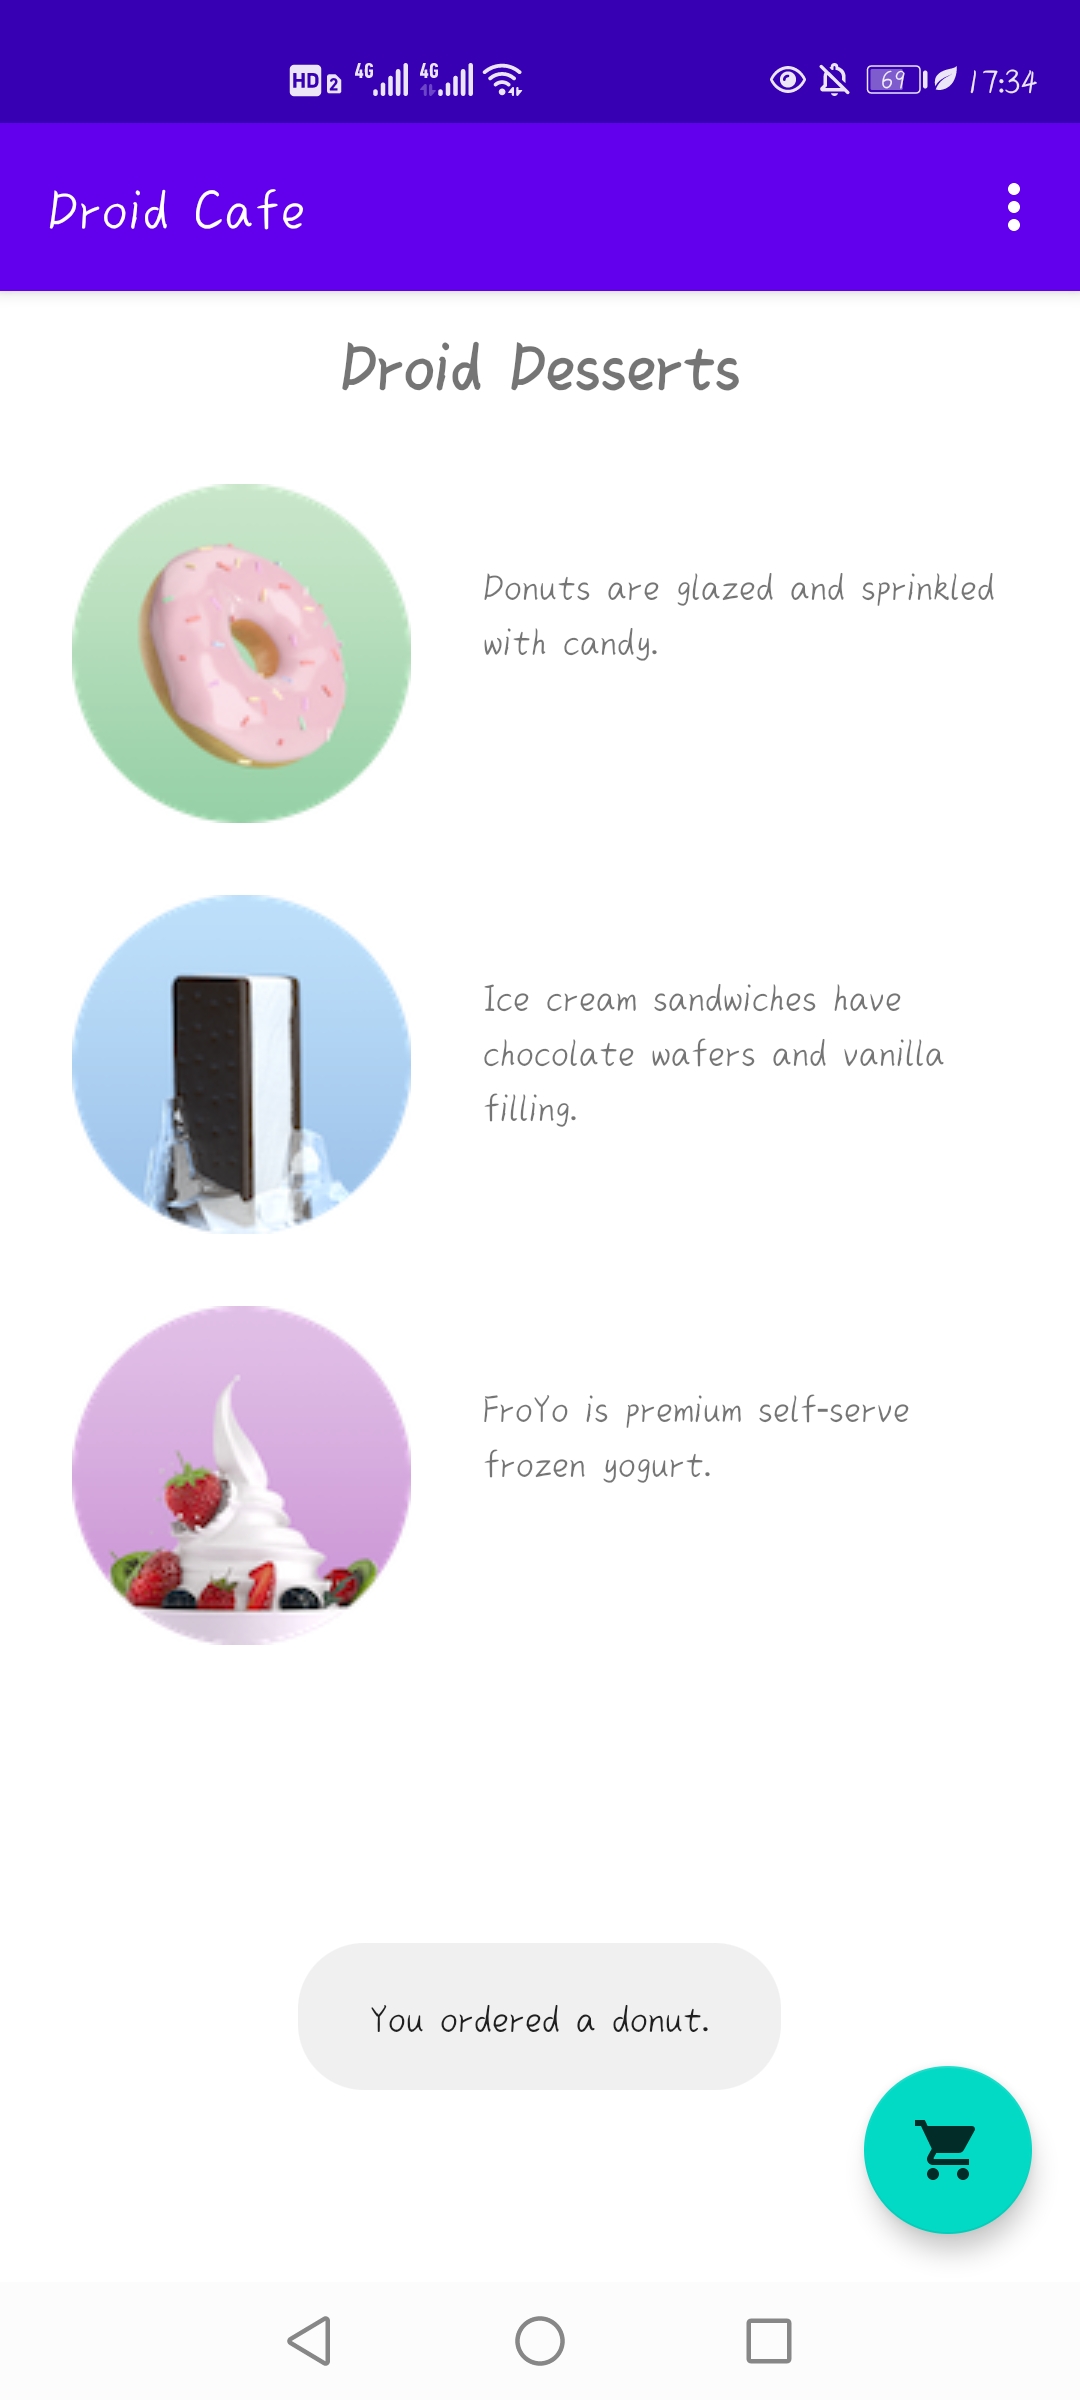 HD 2 4G 4G 69 17:34
Droid Cafe
Droid Desserts
Donuts are glazed and sprinkled
with candy.
Ice cream sandwiches have
chocolate wafers and vanilla
filling.
FroYo is premium self-serve
frozen yogurt.
You ordered a donut.